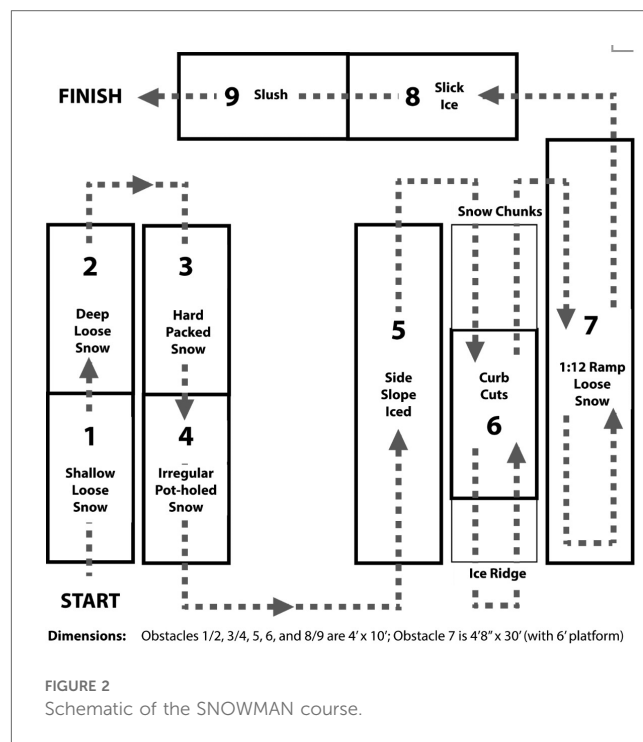 FINISH
9 Slush
8 Slick
Ice
2
Deep
Loose
Snow
3
Hard
Packed
Snow
1
Shallow
Loose
Snow
4
Irregular
Pot-holed
Snow
START
5
Side
Slope
Iced
Snow Chunks
Curb
Cuts
6
Ice Ridge
7
1:12 Ramp
Loose
Snow
Dimensions: Obstacles 1/2, 3/4, 5, 6, and 8/9 are 4' x 10'; Obstacle 7 is 4'8" x 30' (with 6' platform)
FIGURE 2
Schematic of the SNOWMAN course.